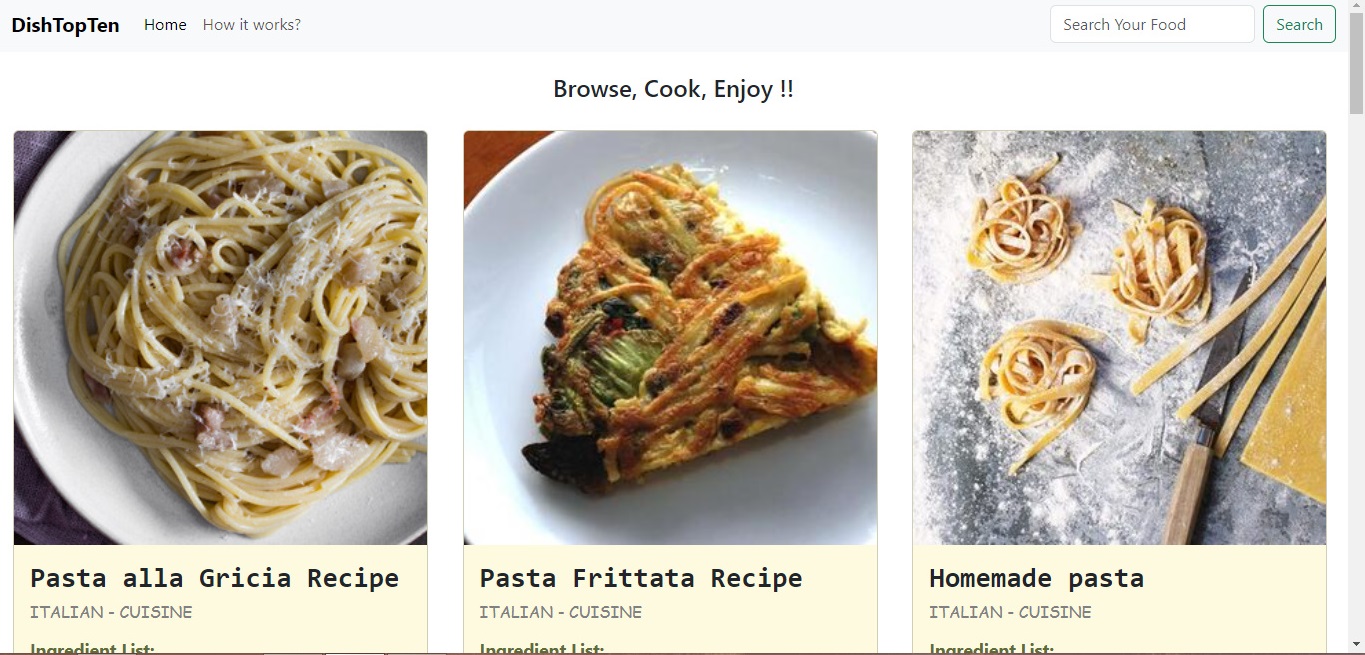 DishTopTen Home How it works? Search Your Food Search
Browse, Cook, Enjoy !!
Pasta alla Gricia Recipe
ITALIAN - CUISINE
Ingredient List:
Pasta Frittata Recipe
ITALIAN - CUISINE
Ingredient List:
Homemade pasta
ITALIAN - CUISINE
Ingredient List: